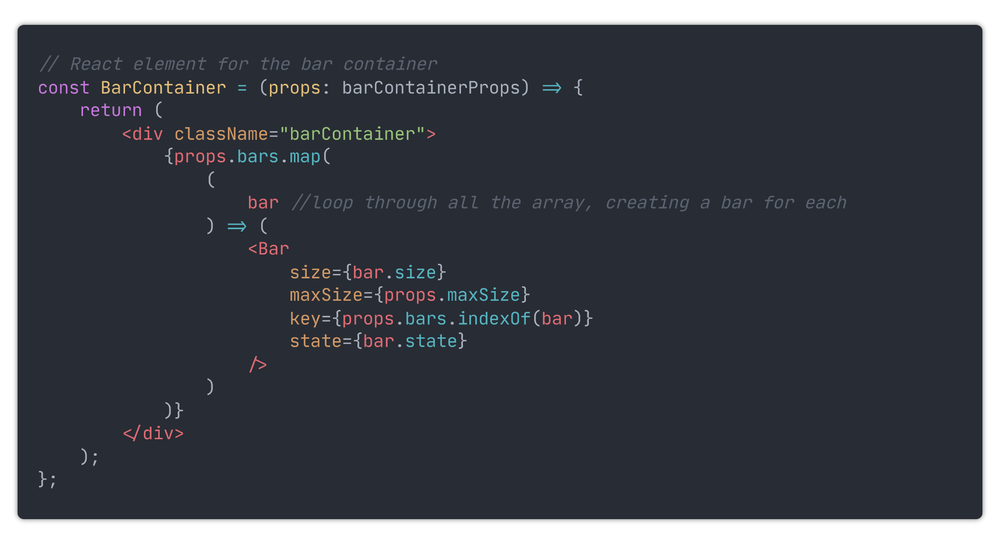 // React element for the bar container
const BarContainer = (props: barContainerProps) => {
    return (
        <div className="barContainer">
            {props.bars.map(
                (
                    bar //loop through all the array, creating a bar for each
                ) => (
                    <Bar
                        size={bar.size}
                        maxSize={props.maxSize}
                        key={props.bars.indexOf(bar)}
                        state={bar.state}
                    />
                )
            )}
        </div>
    );
};